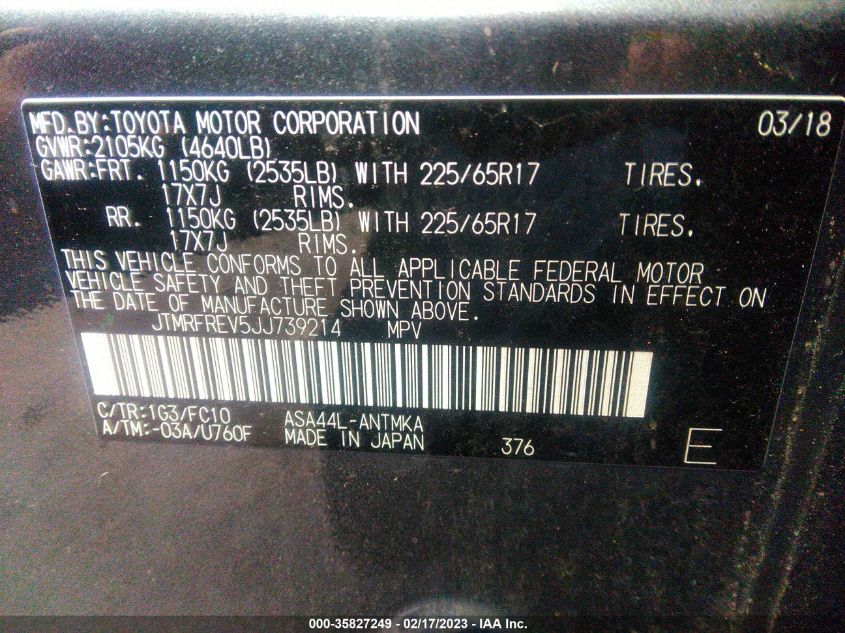 MFD.BY:TOYOTA MOTOR CORPORATION 03/18
GVWR:2105KG (4640LB)
GAWR:FRT. 1150KG (2535LB) WITH 225/65R17 TIRES.
17X7J RIMS.
RR. 1150KG (2535LB) WITH 225/65R17 TIRES.
17X7J RIMS.
THIS VEHICLE CONFORMS TO ALL APPLICABLE FEDERAL MOTOR
VEHICLE SAFETY AND THEFT PREVENTION STANDARDS IN EFFECT ON
THE DATE OF MANUFACTURE SHOWN ABOVE.
JTMRFREV5JJ739214 MPV
C/TR:1G3/FC10 ASA44L-ANTMKA
A/TM:-03A/U760F MADE IN JAPAN 376 E
000-35827249 - 02/17/2023 - IAA Inc.